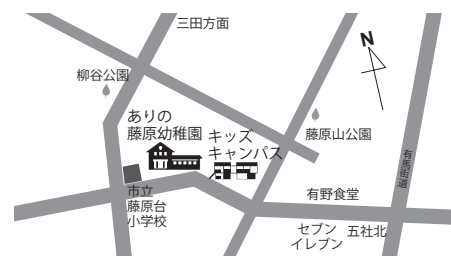 三田方面
N
柳谷公園
ありの
藤原幼稚園
キッズ
キャンパス
藤原山公園
有馬街道
市立
藤原台
小学校
有野食堂
セブン
イレブン
五社北